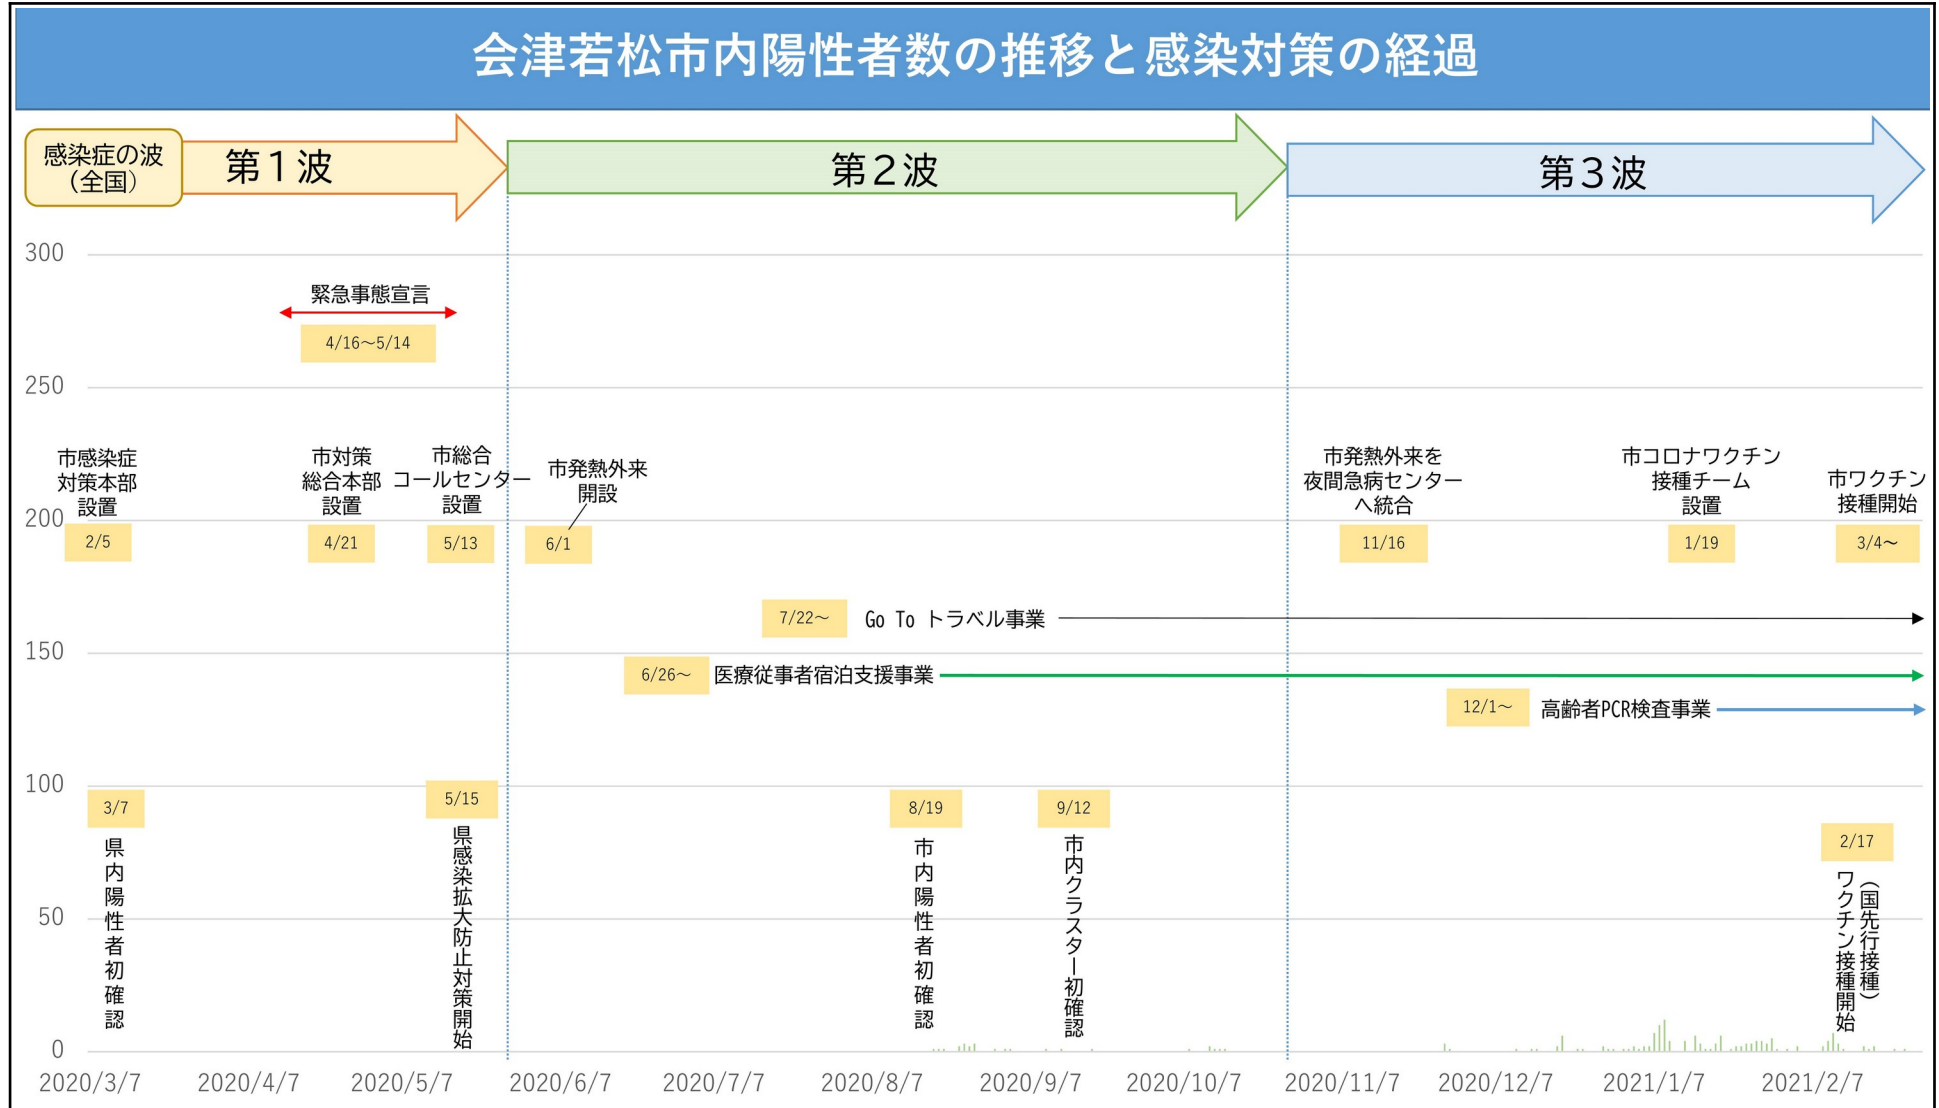 会津若松市内陽性者数の推移と感染対策の経過
感染症の波
（全国）
第１波
第２波
第３波
300
緊急事態宣言
4/16～5/14
250
市感染症
対策本部
設置
2/5
市対策
総合本部
設置
4/21
市総合
コールセンター
設置
5/13
市発熱外来
開設
6/1
市発熱外来を
夜間急病センター
へ統合
11/16
市コロナワクチン
接種チーム
設置
1/19
市ワクチン
接種開始
3/4～
200
7/22～
Go To トラベル事業
150
6/26～
医療従事者宿泊支援事業
12/1～
高齢者PCR検査事業
100
3/7
県内陽性者初確認
5/15
県感染拡大防止対策開始
8/19
市内陽性者初確認
9/12
市内クラスター初確認
2/17
（国先行接種）
ワクチン接種開始
50
0
2020/3/7
2020/4/7
2020/5/7
2020/6/7
2020/7/7
2020/8/7
2020/9/7
2020/10/7
2020/11/7
2020/12/7
2021/1/7
2021/2/7